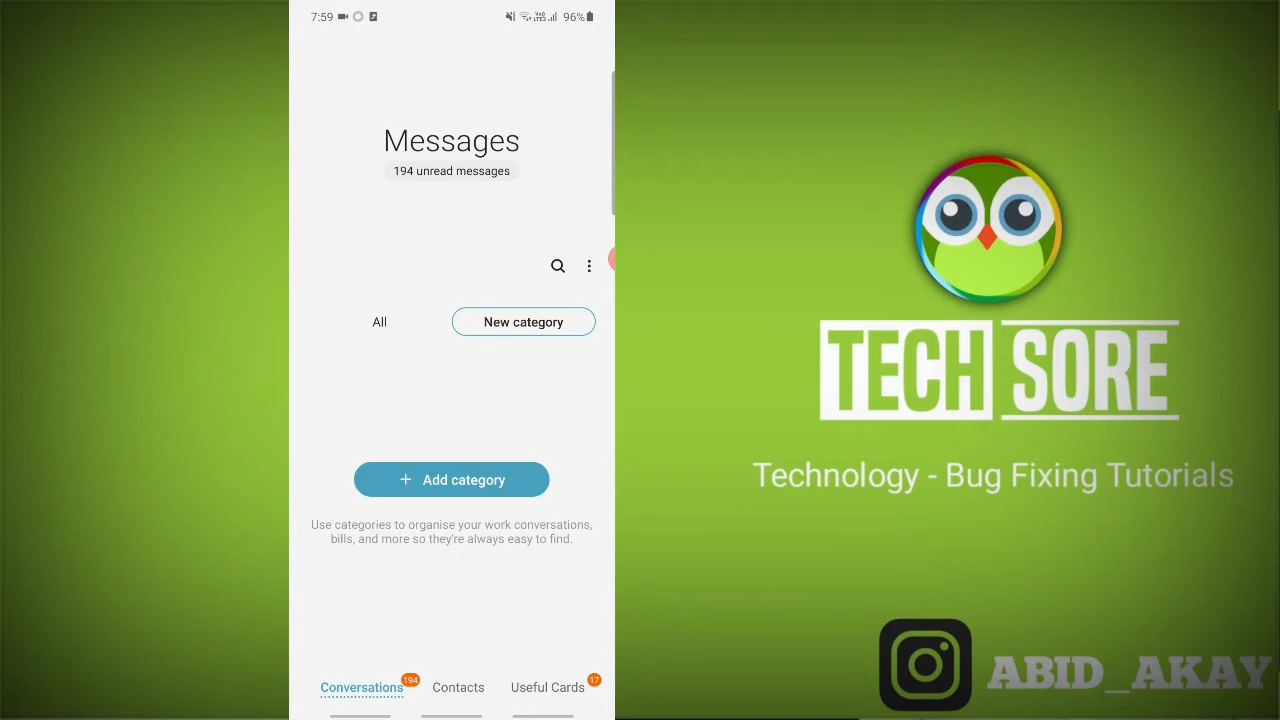 7:59
Vo) LTE1 96%
Messages
194 unread messages
All
New category
+ Add category
Use categories to organise your work conversations,
bills, and more so they're always easy to find.
Conversations 194
Contacts
Useful Cards 17
TECH SORE
Technology - Bug Fixing Tutorials
ABID_AKAY